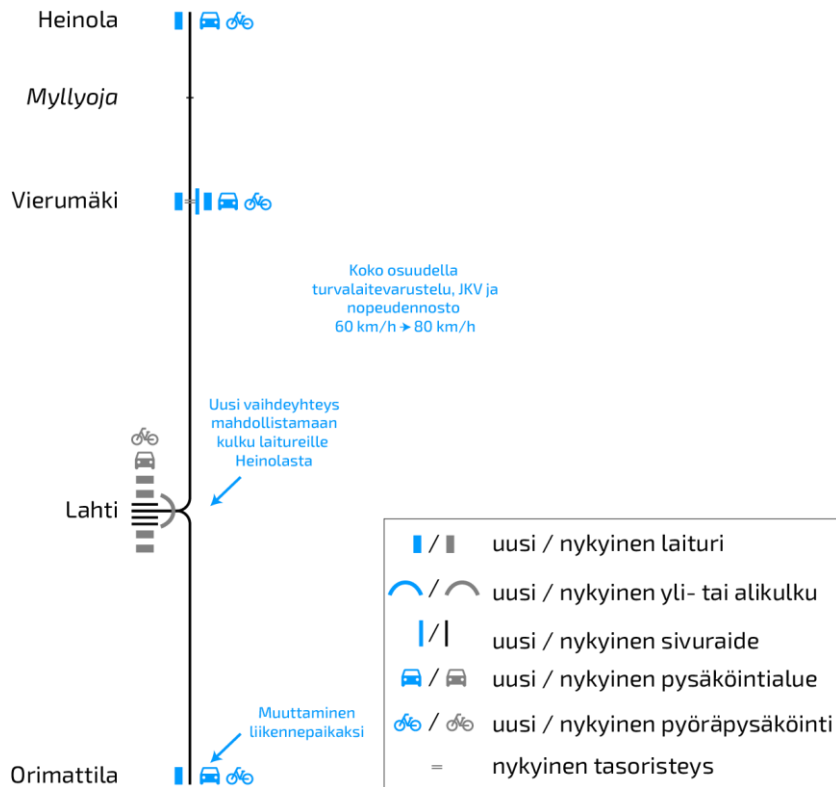 Heinola
Myllyoja
Vierumäki
Koko osuudella
turvalaitevarustelu, JKV ja
nopeudennosto
60 km/h → 80 km/h
Uusi vaihdeyhteys
mahdollistamaan
kulku laitureille
Heinolasta
Lahti
Muuttaminen
liikennepaikaksi
Orimattila
/ uusi / nykyinen laituri
/ uusi / nykyinen yli- tai alikulku
/ uusi / nykyinen sivuraide
/ uusi / nykyinen pysäköintialue
/ uusi / nykyinen pyöräpysäköinti
nykyinen tasoristeys